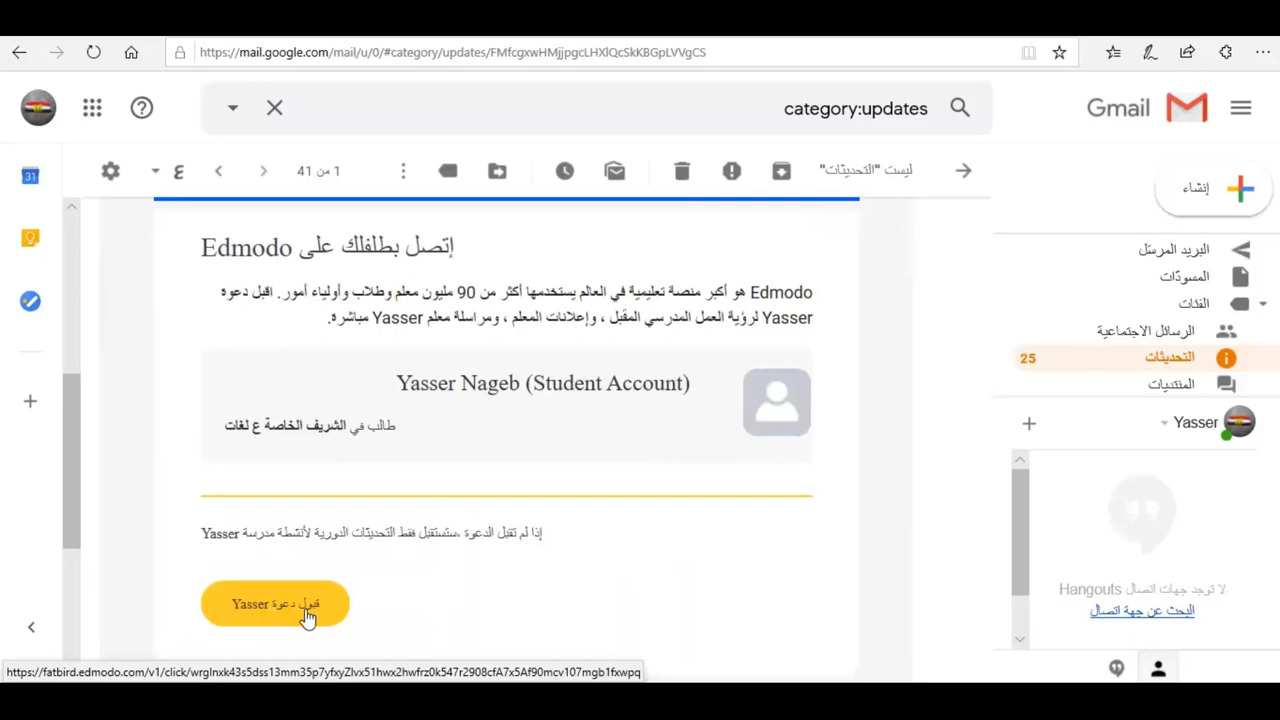 https://mail.google.com/mail/u/0/#category/updates/FMfcgxwHMjjpgcLHXlQcSkKBGpLVVgCS
Gmail
category:updates
ليست "التحديثات"
1 من 41
ع
إنشاء
البريد المرسَل
المسودّات
الفئات
الرسائل الاجتماعية
التحديثات
25
المنتديات
Yasser
لا توجد جهات اتصال Hangouts
البحث عن جهة اتصال
31
إتصل بطفلك على Edmodo
Edmodo هو أكبر منصة تعليمية في العالم يستخدمها أكثر من 90 مليون معلم وطلاب وأولياء أمور. اقبل دعوة
Yasser لرؤية العمل المدرسي المقبل ، وإعلانات المعلم ، ومراسلة معلم Yasser مباشرة.
Yasser Nageb (Student Account)
طالب في الشريف الخاصة ع لغات
إذا لم تقبل الدعوة ،ستستقبل فقط التحديثات الدورية لأنشطة مدرسة Yasser
قبول دعوة Yasser
https://fatbird.edmodo.com/v1/click/wrglnxk43s5dss13mm35p7yfxyZlvx51hwx2hwfrz0k547r2908cfA7x5Af90mcv107mgb1fxwpq